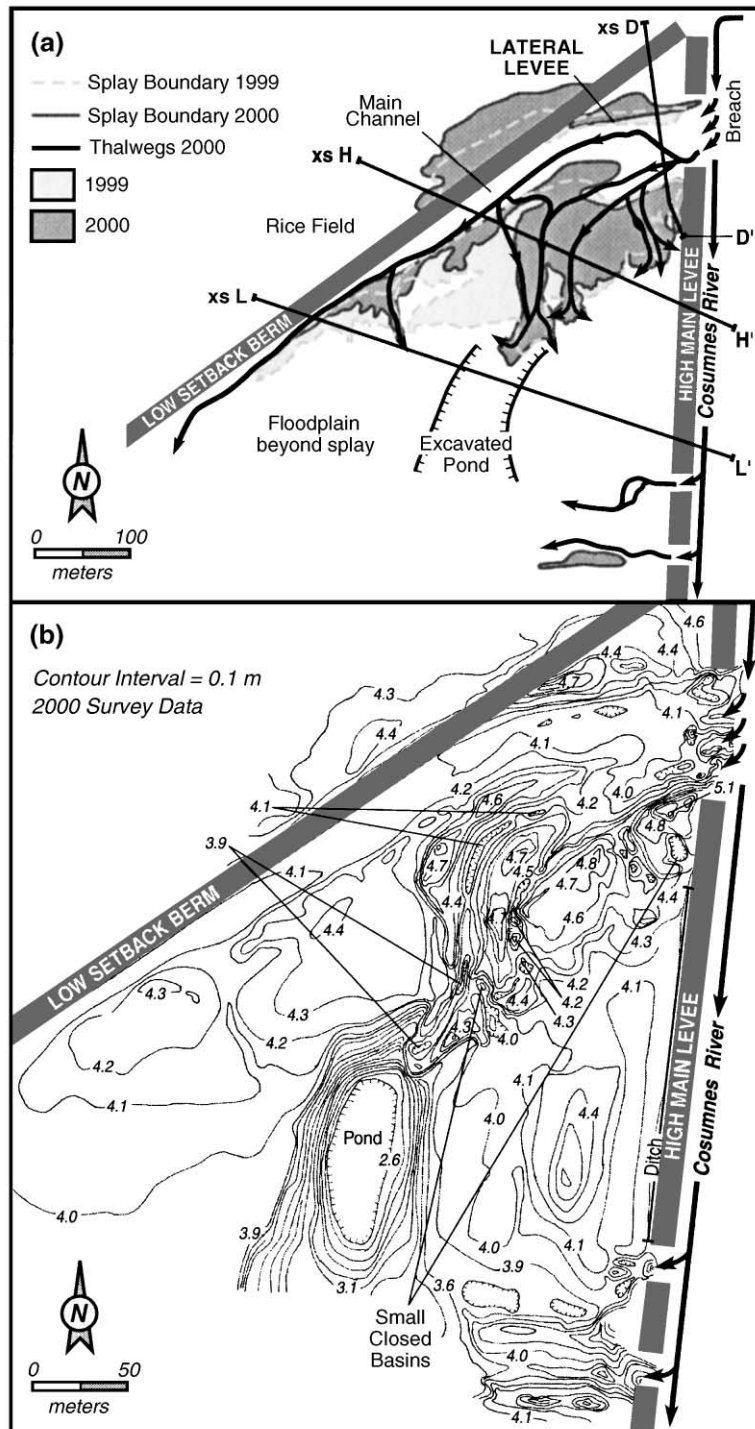 (a)
xs D
LATERAL
LEVEE
Splay Boundary 1999
Splay Boundary 2000
Thalwegs 2000
1999
2000
Main
Channel
Breach
xs H
Rice Field
D'
xs L
H'
HIGH MAIN LEVEE
Cosumnes River
LOW SETBACK BERM
Floodplain
beyond splay
Excavated
Pond
L'
N
0 100
meters
(b)
Contour Interval = 0.1 m
2000 Survey Data
4.6
4.4
4.4
4.7
4.3
4.1
4.4
4.1
4.2
4.0
5.1
4.1
4.6
4.2
4.8
3.9
4.7
4.7
4.5
4.8
4.7
4.1
4.4
4.7
4.6
4.4
4.4
4.3
4.2
4.2
4.3
4.1
4.3
4.3
4.2
4.4
4.3
4.0
4.2
4.1
4.1
4.0
4.4
LOW SETBACK BERM
HIGH MAIN LEVEE
Cosumnes River
Ditch
Pond
2.6
4.0
3.9
3.1
4.0
4.1
3.9
3.6
Small
Closed
Basins
4.0
4.1
N
0 50
meters